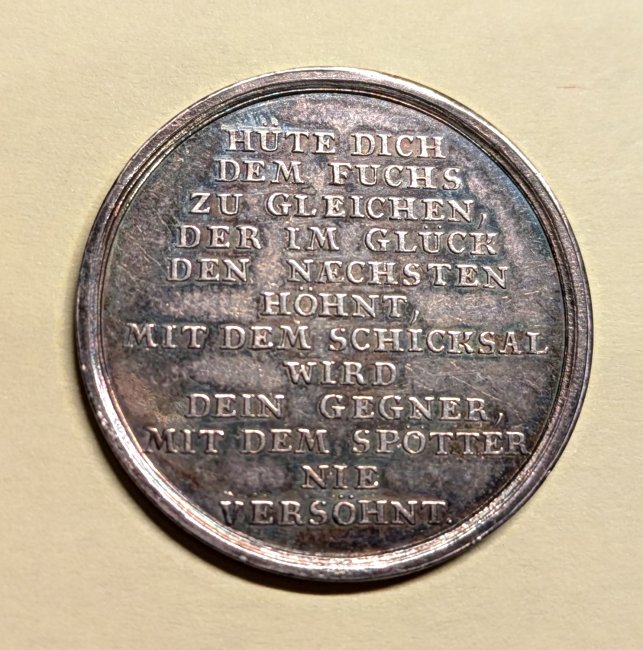 HÜTE DICH
DEM FUCHS
ZU GLEICHEN,
DER IM GLÜCK
DEN NÆCHSTEN
HÖHNT,
MIT DEM SCHICKSAL
WIRD
DEIN GEGNER,
MIT DEM SPÖTTER
NIE
VERSÖHNT.